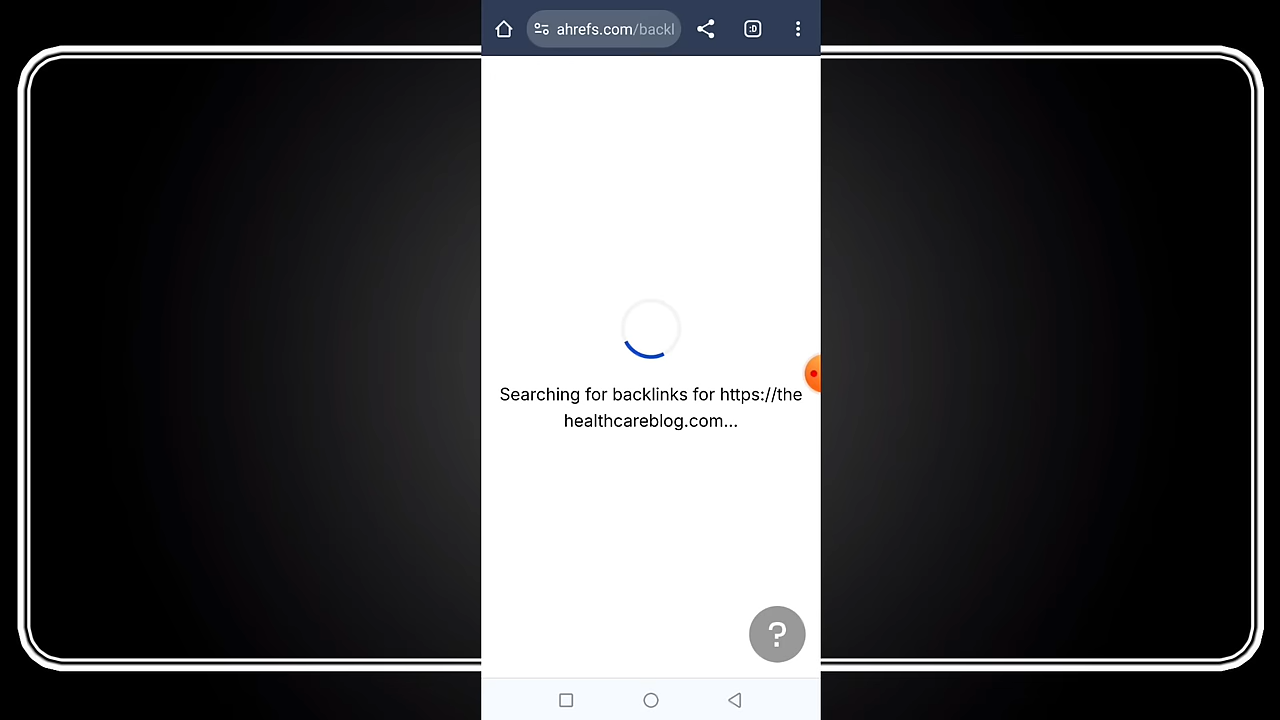 ahrefs.com/backl
:D
Searching for backlinks for https://the
healthcareblog.com...
?